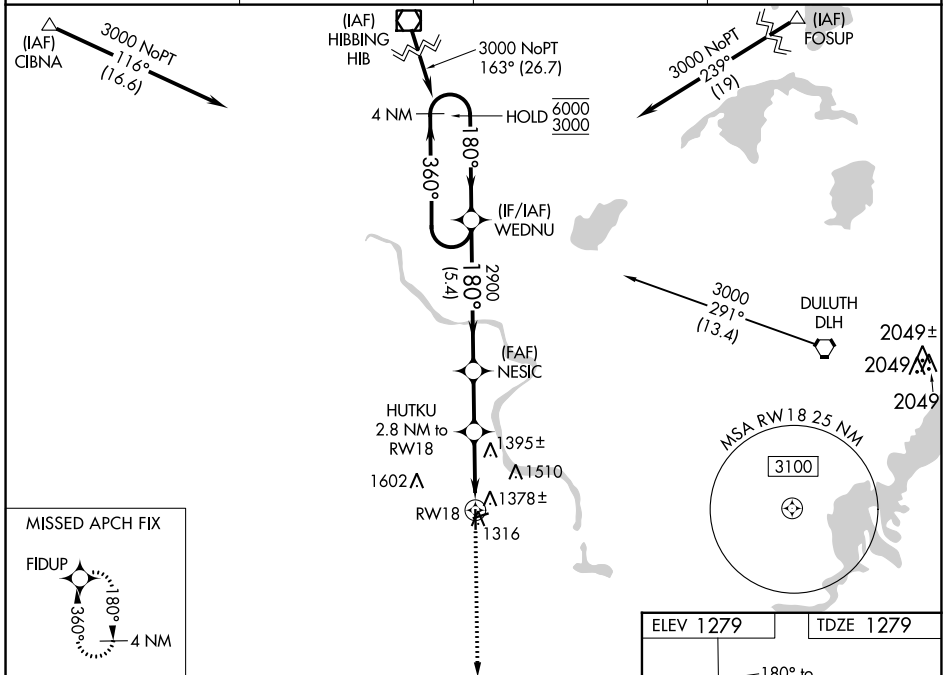 (IAF)
CIBNA
3000 NoPT
116°
(16.6)
(IAF)
HIBBING
HIB
3000 NoPT
163° (26.7)
(IAF)
FOSUP
3000 NoPT
239°
(19)
4 NM
HOLD
6000
3000
180°
360°
(IF/IAF)
WEDNU
2900
180°
(5.4)
3000
291°
(13.4)
DULUTH
DLH
2049±
2049
2049
(FAF)
NESIC
HUTKU
2.8 NM to
RW18
1395±
1510
1602
1378±
RW18
1316
MSA RW18 25 NM
3100
MISSED APCH FIX
FIDUP
180°
360°
4 NM
ELEV 1279
TDZE 1279
180° to